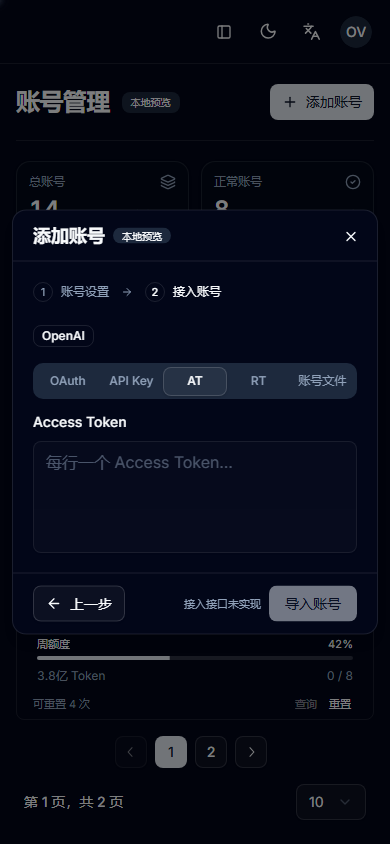 OV
账号管理 本地预览
添加账号
总账号
正常账号
14
8
添加账号 本地预览
1 账号设置 → 2 接入账号
OpenAI
OAuth API Key AT RT 账号文件
Access Token
每行一个 Access Token...
上一步
接入接口未实现
导入账号
周额度 42%
3.8亿 Token 0 / 8
可重置 4 次 查询 重置
1 2
第 1 页，共 2 页
10